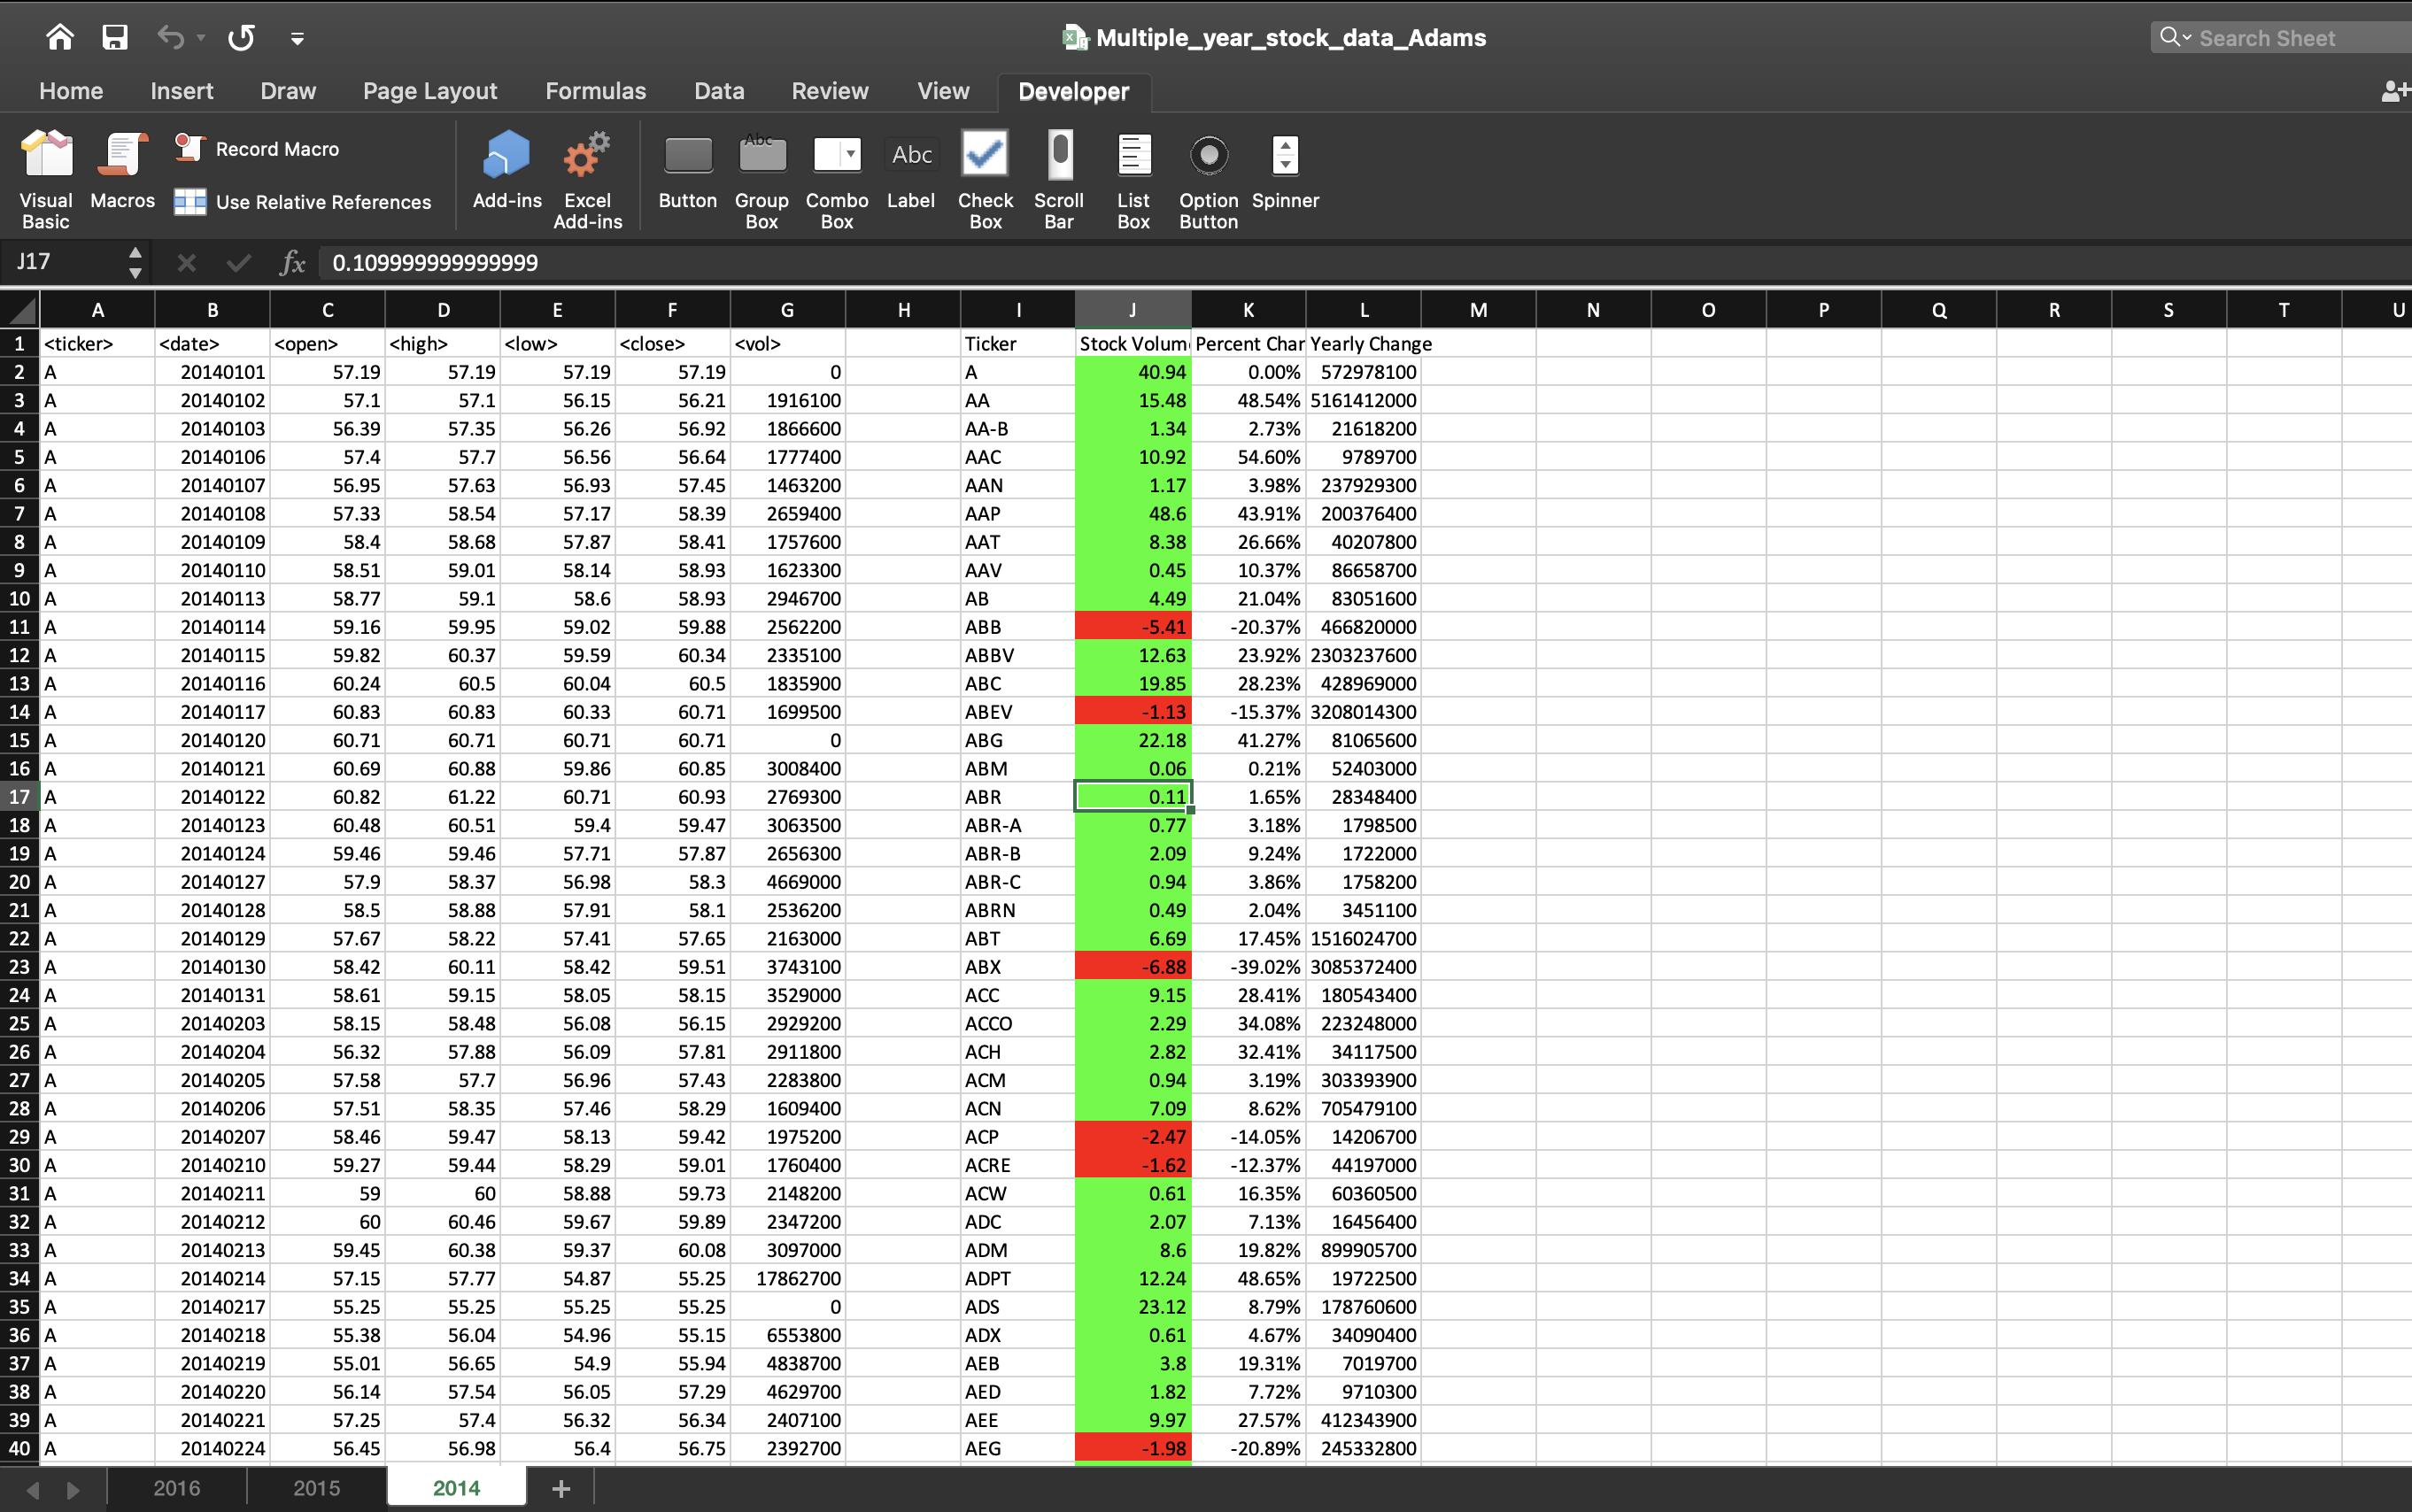 Multiple_year_stock_data_Adams
Search Sheet
Home Insert Draw Page Layout Formulas Data Review View Developer
Visual Basic Macros Record Macro Use Relative References Add-ins Excel Add-ins Button Group Box Combo Box Label Check Box Scroll Bar List Box Option Button Spinner
Abc Abc
J17 fx 0.109999999999999
A B C D E F G H I J K L M N O P Q R S T U
1 <ticker> <date> <open> <high> <low> <close> <vol> Ticker Stock Volum Percent Char Yearly Change
2 A 20140101 57.19 57.19 57.19 57.19 0 A 40.94 0.00% 572978100
3 A 20140102 57.1 57.1 56.15 56.21 1916100 AA 15.48 48.54% 5161412000
4 A 20140103 56.39 57.35 56.26 56.92 1866600 AA-B 1.34 2.73% 21618200
5 A 20140106 57.4 57.7 56.56 56.64 1777400 AAC 10.92 54.60% 9789700
6 A 20140107 56.95 57.63 56.93 57.45 1463200 AAN 1.17 3.98% 237929300
7 A 20140108 57.33 58.54 57.17 58.39 2659400 AAP 48.6 43.91% 200376400
8 A 20140109 58.4 58.68 57.87 58.41 1757600 AAT 8.38 26.66% 40207800
9 A 20140110 58.51 59.01 58.14 58.93 1623300 AAV 0.45 10.37% 86658700
10 A 20140113 58.77 59.1 58.6 58.93 2946700 AB 4.49 21.04% 83051600
11 A 20140114 59.16 59.95 59.02 59.88 2562200 ABB -5.41 -20.37% 466820000
12 A 20140115 59.82 60.37 59.59 60.34 2335100 ABBV 12.63 23.92% 2303237600
13 A 20140116 60.24 60.5 60.04 60.5 1835900 ABC 19.85 28.23% 428969000
14 A 20140117 60.83 60.83 60.33 60.71 1699500 ABEV -1.13 -15.37% 3208014300
15 A 20140120 60.71 60.71 60.71 60.71 0 ABG 22.18 41.27% 81065600
16 A 20140121 60.69 60.88 59.86 60.85 3008400 ABM 0.06 0.21% 52403000
17 A 20140122 60.82 61.22 60.71 60.93 2769300 ABR 0.11 1.65% 28348400
18 A 20140123 60.48 60.51 59.4 59.47 3063500 ABR-A 0.77 3.18% 1798500
19 A 20140124 59.46 59.46 57.71 57.87 2656300 ABR-B 2.09 9.24% 1722000
20 A 20140127 57.9 58.37 56.98 58.3 4669000 ABR-C 0.94 3.86% 1758200
21 A 20140128 58.5 58.88 57.91 58.1 2536200 ABRN 0.49 2.04% 3451100
22 A 20140129 57.67 58.22 57.41 57.65 2163000 ABT 6.69 17.45% 1516024700
23 A 20140130 58.42 60.11 58.42 59.51 3743100 ABX -6.88 -39.02% 3085372400
24 A 20140131 58.61 59.15 58.05 58.15 3529000 ACC 9.15 28.41% 180543400
25 A 20140203 58.15 58.48 56.08 56.15 2929200 ACCO 2.29 34.08% 223248000
26 A 20140204 56.32 57.88 56.09 57.81 2911800 ACH 2.82 32.41% 34117500
27 A 20140205 57.58 57.7 56.96 57.43 2283800 ACM 0.94 3.19% 303393900
28 A 20140206 57.51 58.35 57.46 58.29 1609400 ACN 7.09 8.62% 705479100
29 A 20140207 58.46 59.47 58.13 59.42 1975200 ACP -2.47 -14.05% 14206700
30 A 20140210 59.27 59.44 58.29 59.01 1760400 ACRE -1.62 -12.37% 44197000
31 A 20140211 59 60 58.88 59.73 2148200 ACW 0.61 16.35% 60360500
32 A 20140212 60 60.46 59.67 59.89 2347200 ADC 2.07 7.13% 16456400
33 A 20140213 59.45 60.38 59.37 60.08 3097000 ADM 8.6 19.82% 899905700
34 A 20140214 57.15 57.77 54.87 55.25 17862700 ADPT 12.24 48.65% 19722500
35 A 20140217 55.25 55.25 55.25 55.25 0 ADS 23.12 8.79% 178760600
36 A 20140218 55.38 56.04 54.96 55.15 6553800 ADX 0.61 4.67% 34090400
37 A 20140219 55.01 56.65 54.9 55.94 4838700 AEB 3.8 19.31% 7019700
38 A 20140220 56.14 57.54 56.05 57.29 4629700 AED 1.82 7.72% 9710300
39 A 20140221 57.25 57.4 56.32 56.34 2407100 AEE 9.97 27.57% 412343900
40 A 20140224 56.45 56.98 56.4 56.75 2392700 AEG -1.98 -20.89% 245332800
2016 2015 2014 +